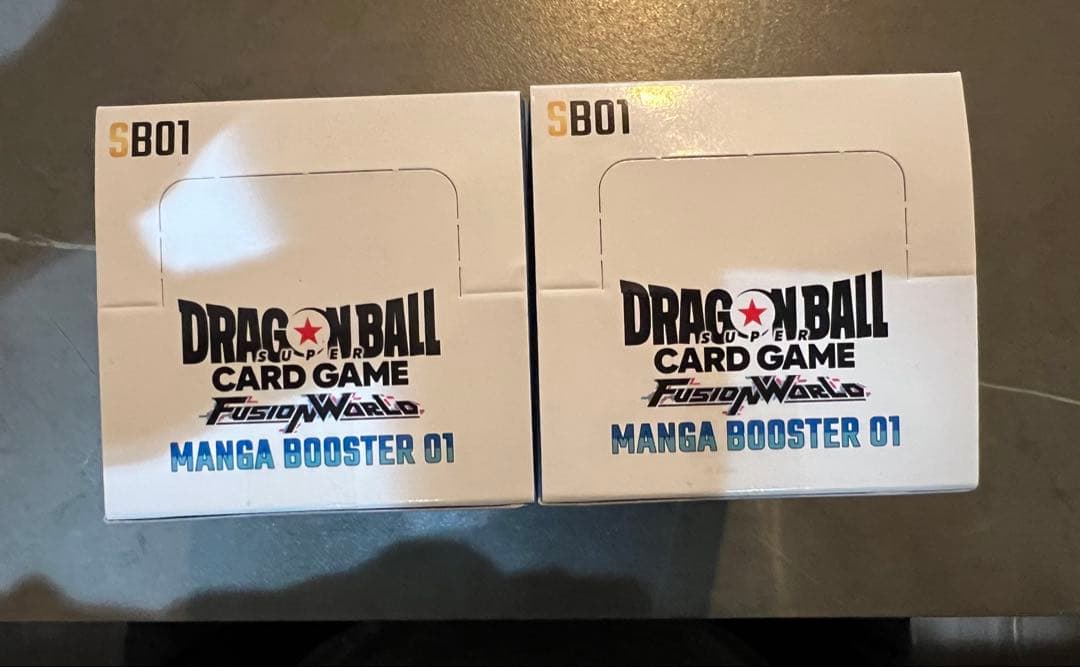 SB01
DRAGON BALL
SUPER
CARD GAME
FUSION WORLD
MANGA BOOSTER 01
SB01
DRAGON BALL
SUPER
CARD GAME
FUSION WORLD
MANGA BOOSTER 01